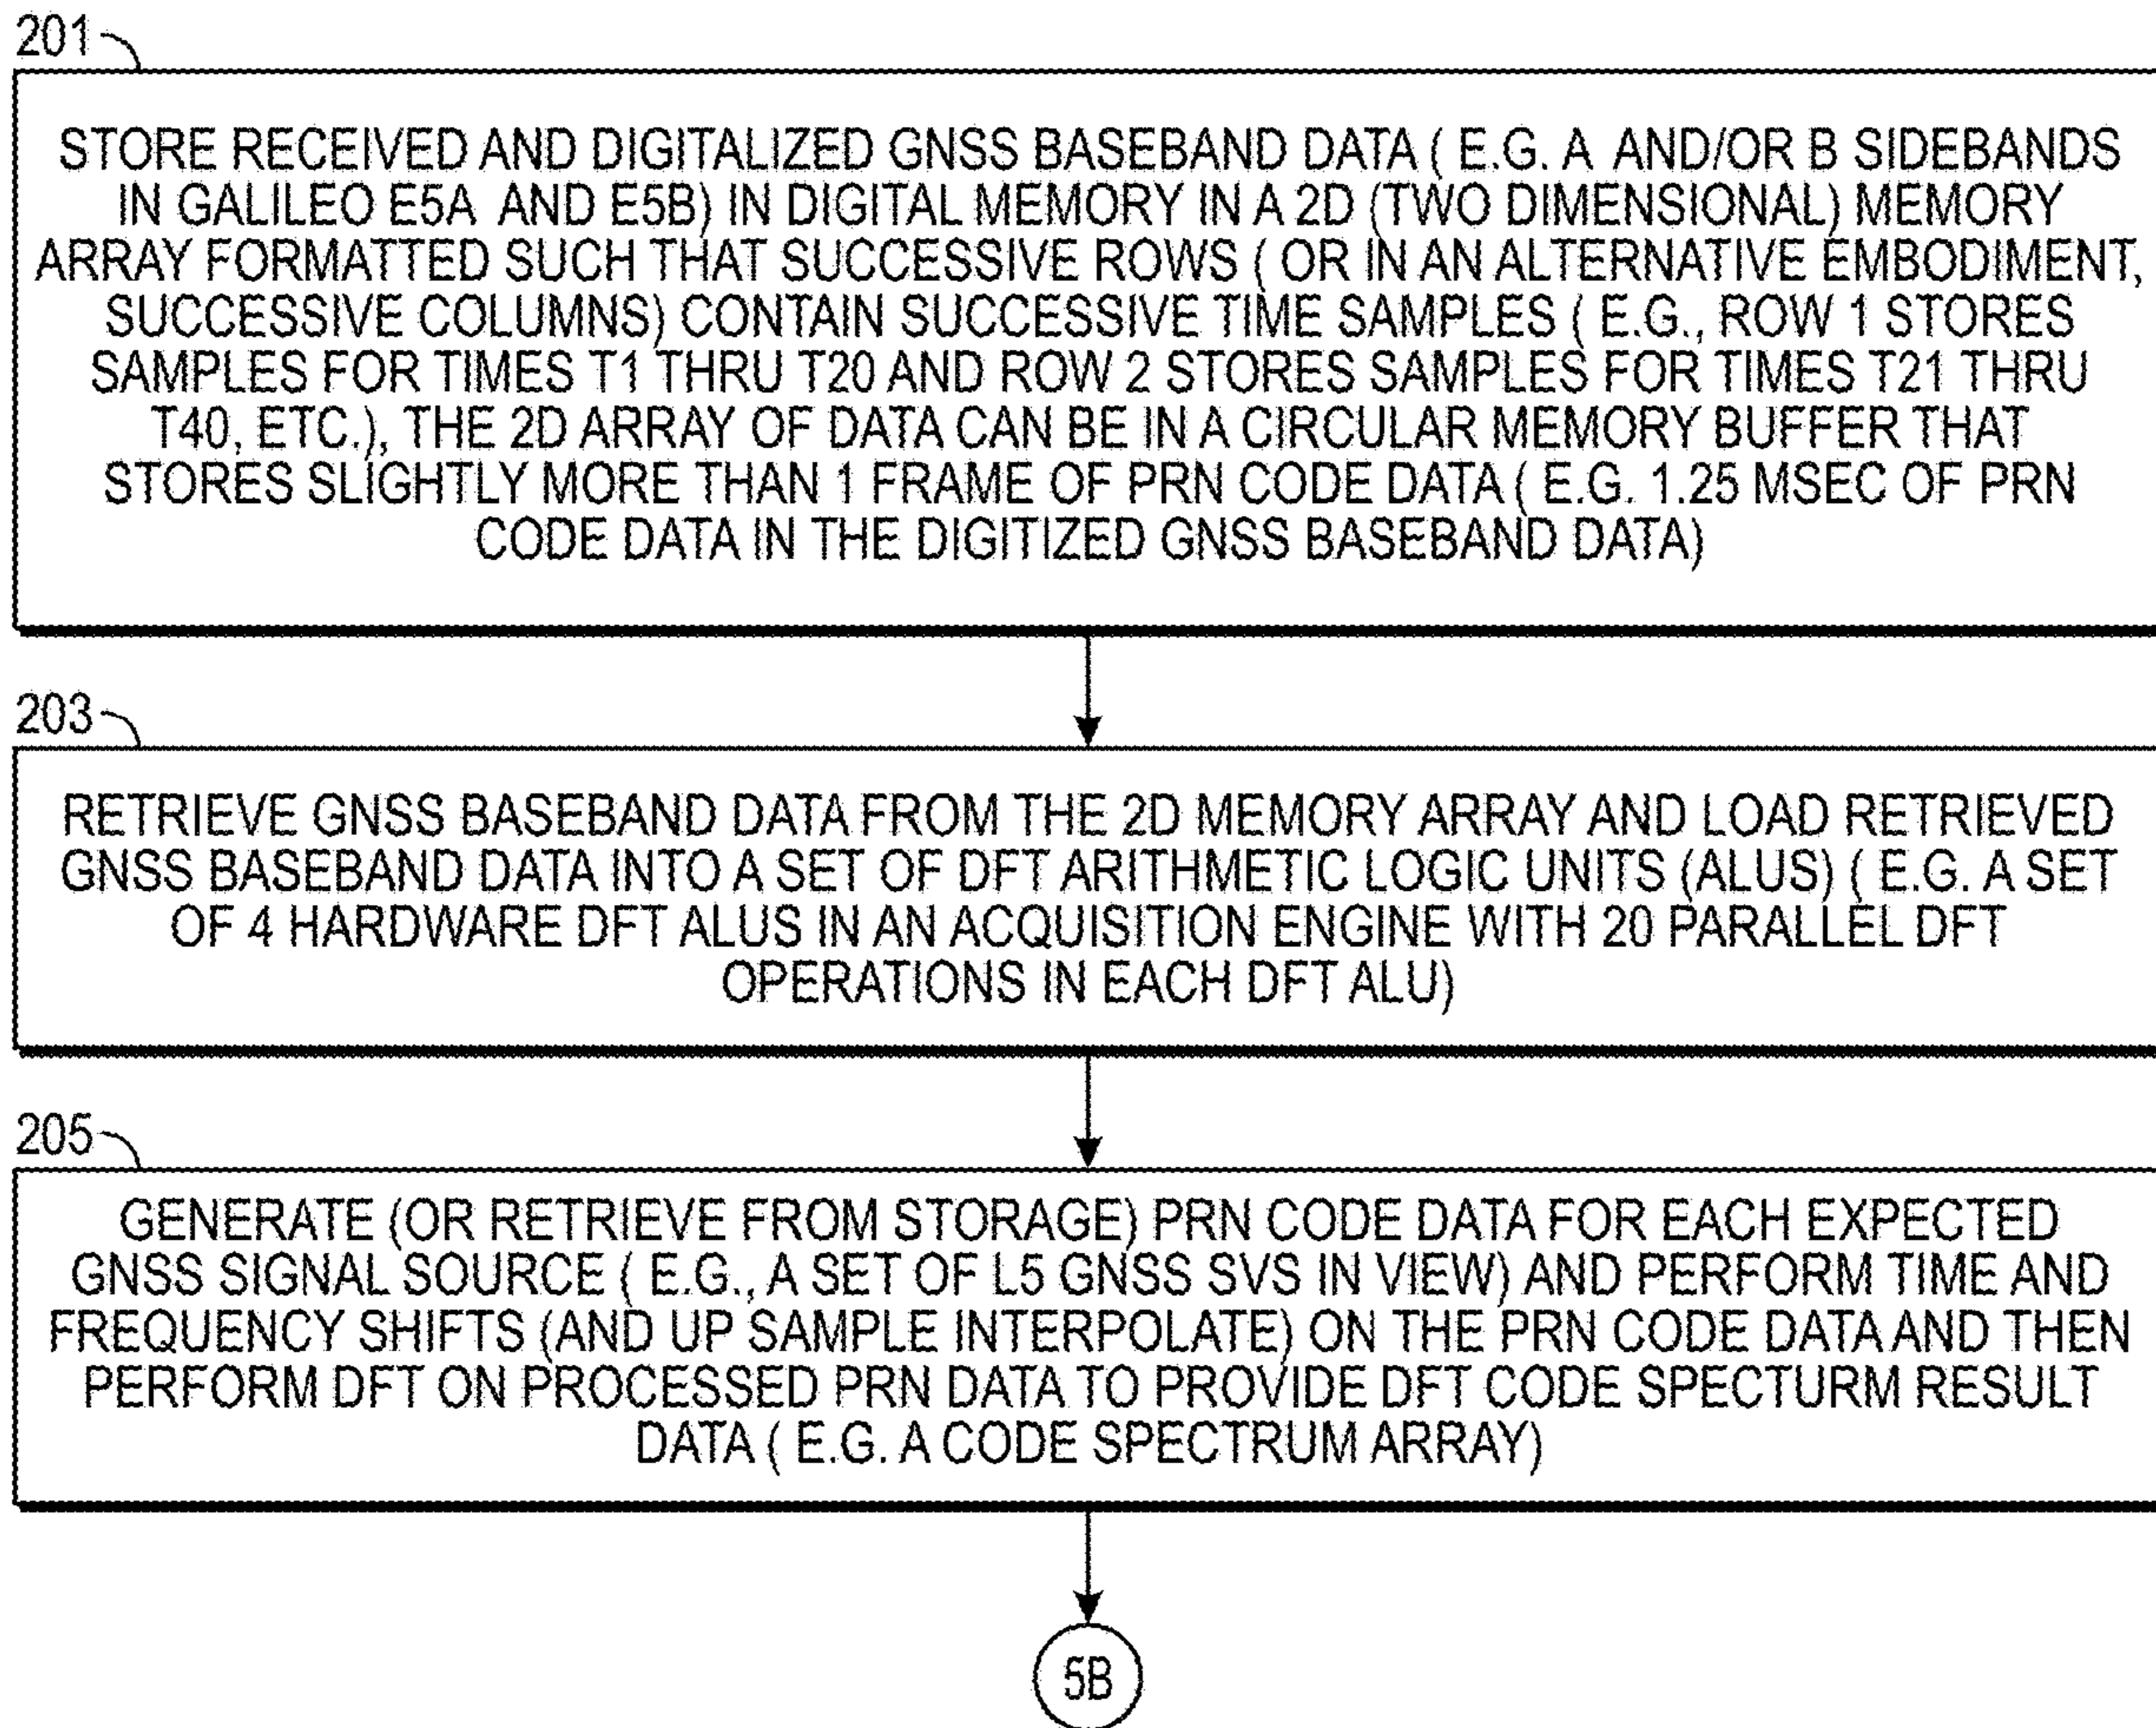 201
STORE RECEIVED AND DIGITALIZED GNSS BASEBAND DATA ( E.G. A AND/OR B SIDEBANDS
IN GALILEO E5A AND E5B) IN DIGITAL MEMORY IN A 2D (TWO DIMENSIONAL) MEMORY
ARRAY FORMATTED SUCH THAT SUCCESSIVE ROWS ( OR IN AN ALTERNATIVE EMBODIMENT,
SUCCESSIVE COLUMNS) CONTAIN SUCCESSIVE TIME SAMPLES ( E.G., ROW 1 STORES
SAMPLES FOR TIMES T1 THRU T20 AND ROW 2 STORES SAMPLES FOR TIMES T21 THRU
T40, ETC.), THE 2D ARRAY OF DATA CAN BE IN A CIRCULAR MEMORY BUFFER THAT
STORES SLIGHTLY MORE THAN 1 FRAME OF PRN CODE DATA ( E.G. 1.25 MSEC OF PRN
CODE DATA IN THE DIGITIZED GNSS BASEBAND DATA)
203
RETRIEVE GNSS BASEBAND DATA FROM THE 2D MEMORY ARRAY AND LOAD RETRIEVED
GNSS BASEBAND DATA INTO A SET OF DFT ARITHMETIC LOGIC UNITS (ALUS) ( E.G. A SET
OF 4 HARDWARE DFT ALUS IN AN ACQUISITION ENGINE WITH 20 PARALLEL DFT
OPERATIONS IN EACH DFT ALU)
205
GENERATE (OR RETRIEVE FROM STORAGE) PRN CODE DATA FOR EACH EXPECTED
GNSS SIGNAL SOURCE ( E.G., A SET OF L5 GNSS SVS IN VIEW) AND PERFORM TIME AND
FREQUENCY SHIFTS (AND UP SAMPLE INTERPOLATE) ON THE PRN CODE DATA AND THEN
PERFORM DFT ON PROCESSED PRN DATA TO PROVIDE DFT CODE SPECTURM RESULT
DATA ( E.G. A CODE SPECTRUM ARRAY)
5B